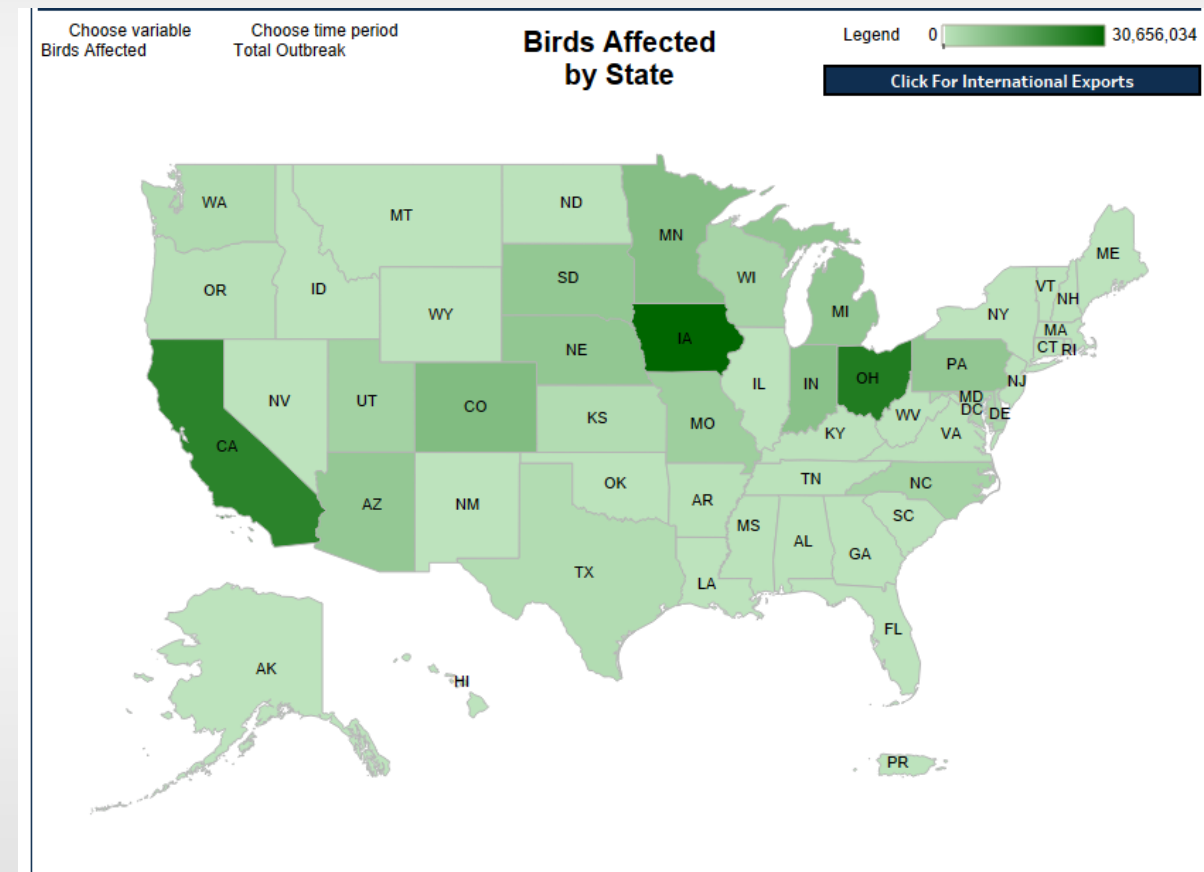 Choose variable
Birds Affected
Choose time period
Total Outbreak
Birds Affected
by State
Legend 0 30,656,034
Click For International Exports
WA
MT
ND
MN
WI
MI
ME
VT
NH
NY
MA
CT RI
OR
ID
WY
SD
IA
NE
IL
IN
OH
PA
NJ
MD
DC DE
WV
VA
NV
UT
CO
KS
MO
KY
CA
AZ
NM
OK
AR
TN
NC
SC
MS
AL
GA
TX
LA
FL
AK
HI
PR